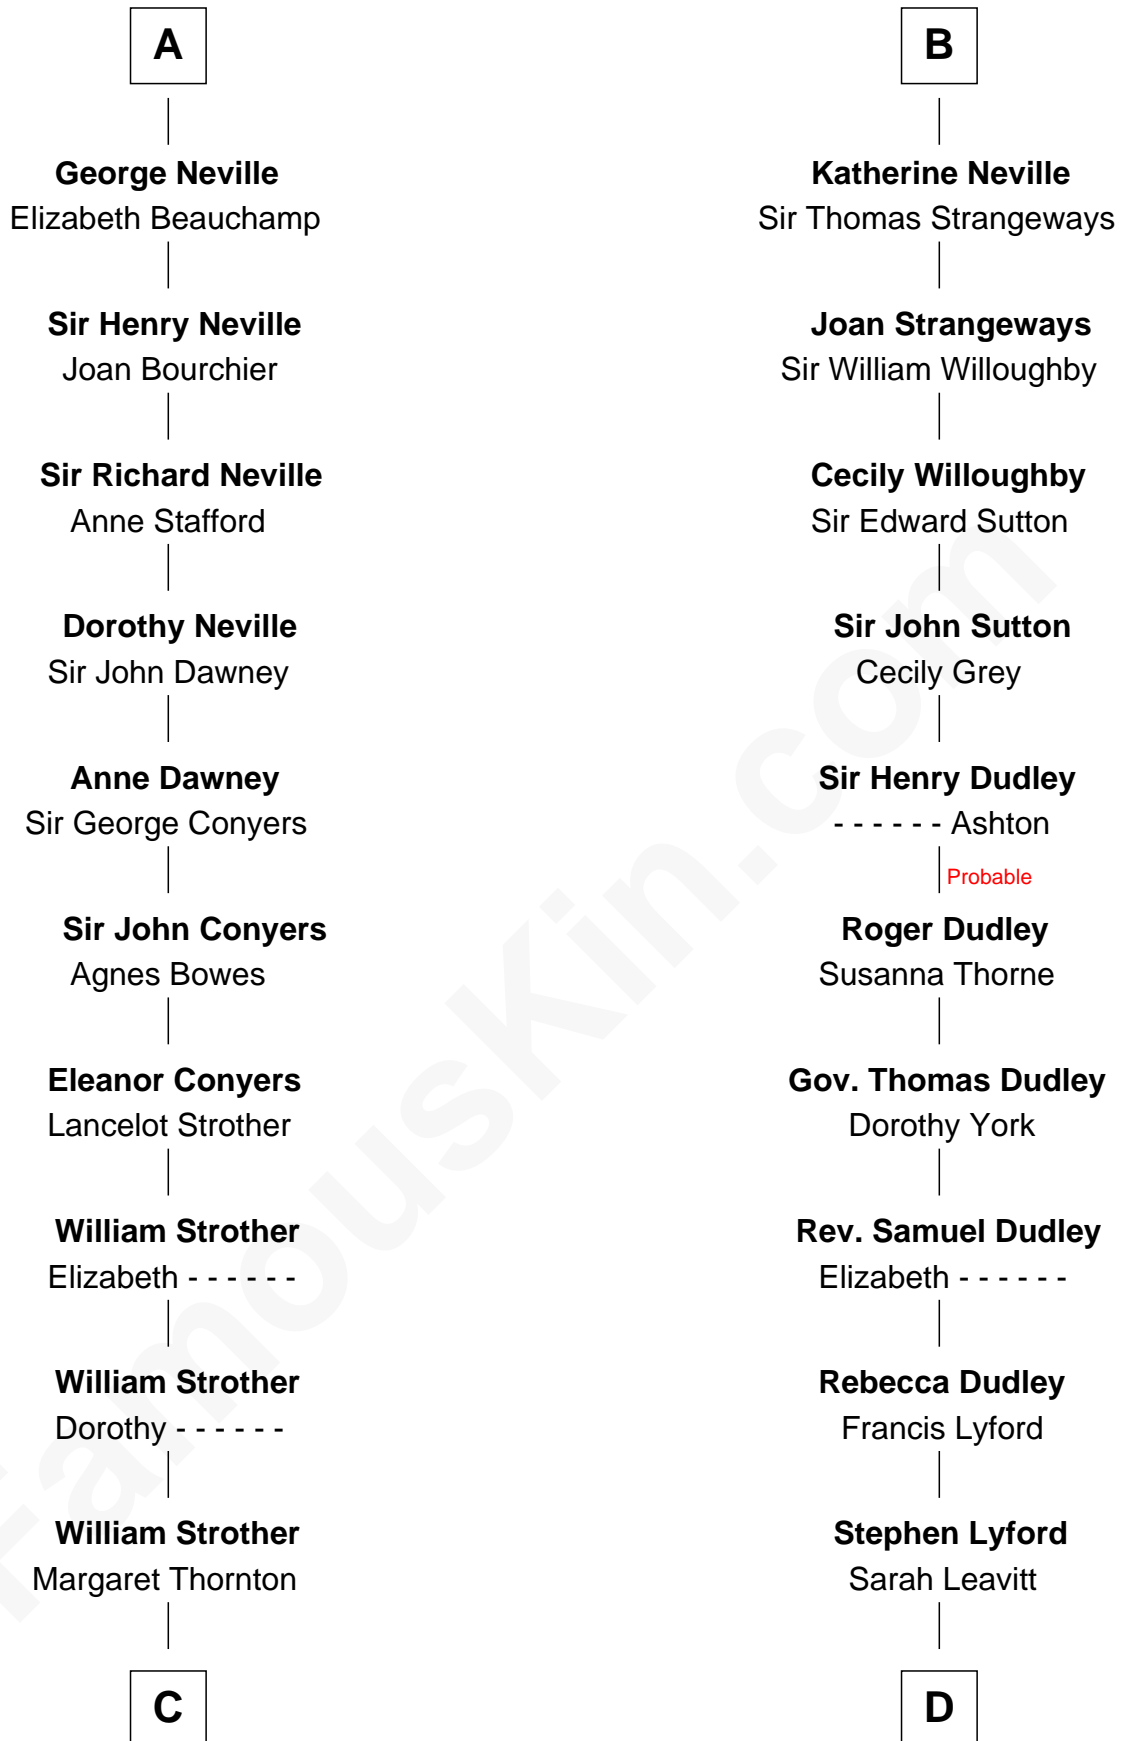 A
George Neville
Elizabeth Beauchamp
Sir Henry Neville
Joan Bourchier
Sir Richard Neville
Anne Stafford
Dorothy Neville
Sir John Dawney
Anne Dawney
Sir George Conyers
Sir John Conyers
Agnes Bowes
Eleanor Conyers
Lancelot Strother
William Strother
Elizabeth - - - - - -
William Strother
Dorothy - - - - - -
William Strother
Margaret Thornton
C
B
Katherine Neville
Sir Thomas Strangeways
Joan Strangeways
Sir William Willoughby
Cecily Willoughby
Sir Edward Sutton
Sir John Sutton
Cecily Grey
Sir Henry Dudley
- - - - - - Ashton
Probable
Roger Dudley
Susanna Thorne
Gov. Thomas Dudley
Dorothy York
Rev. Samuel Dudley
Elizabeth - - - - - -
Rebecca Dudley
Francis Lyford
Stephen Lyford
Sarah Leavitt
D
FamousKin.com